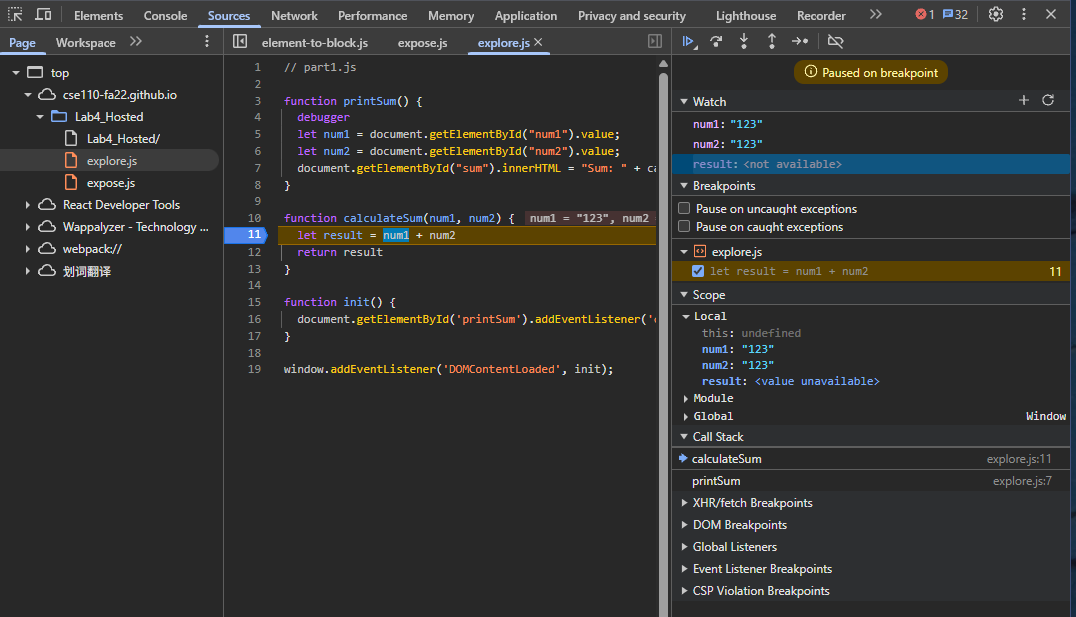 Elements Console Sources Network Performance Memory Application Privacy and security Lighthouse Recorder 1 32
Page Workspace
element-to-block.js expose.js explore.js
top
cse110-fa22.github.io
Lab4_Hosted
Lab4_Hosted/
explore.js
expose.js
React Developer Tools
Wappalyzer - Technology ...
webpack://
划词翻译
1 // part1.js
2
3 function printSum() {
4 debugger
5 let num1 = document.getElementById("num1").value;
6 let num2 = document.getElementById("num2").value;
7 document.getElementById("sum").innerHTML = "Sum: " + ca
8 }
9
10 function calculateSum(num1, num2) { num1 = "123", num2
11 let result = num1 + num2
12 return result
13 }
14
15 function init() {
16 document.getElementById('printSum').addEventListener('c
17 }
18
19 window.addEventListener('DOMContentLoaded', init);
Paused on breakpoint
Watch
num1: "123"
num2: "123"
result: <not available>
Breakpoints
Pause on uncaught exceptions
Pause on caught exceptions
explore.js
let result = num1 + num2 11
Scope
Local
this: undefined
num1: "123"
num2: "123"
result: <value unavailable>
Module
Global Window
Call Stack
calculateSum explore.js:11
printSum explore.js:7
XHR/fetch Breakpoints
DOM Breakpoints
Global Listeners
Event Listener Breakpoints
CSP Violation Breakpoints